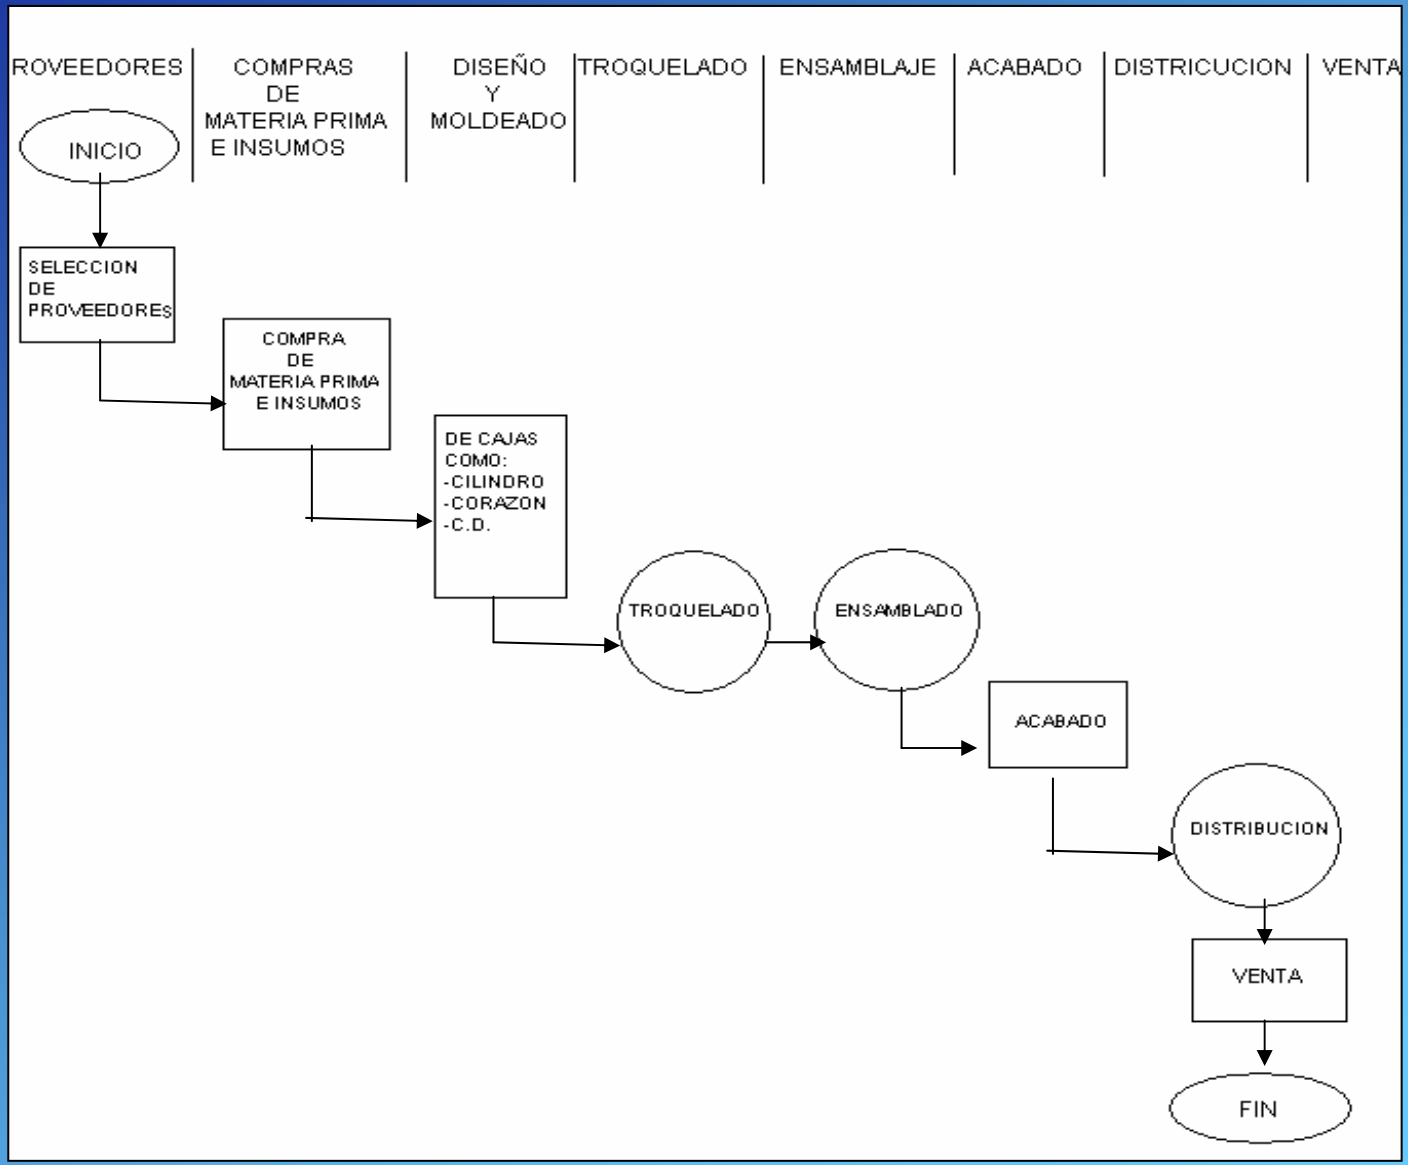 ROVEEDORES
COMPRAS
DE
MATERIA PRIMA
E INSUMOS
DISEÑO
Y
MOLDEADO
TROQUELADO
ENSAMBLAJE
ACABADO
DISTRICUCION
VENTA
INICIO
SELECCION
DE
PROVEEDORES
COMPRA
DE
MATERIA PRIMA
E INSUMOS
DE CAJAS
COMO:
-CILINDRO
-CORAZON
-C.D.
TROQUELADO
ENSAMBLADO
ACABADO
DISTRIBUCION
VENTA
FIN